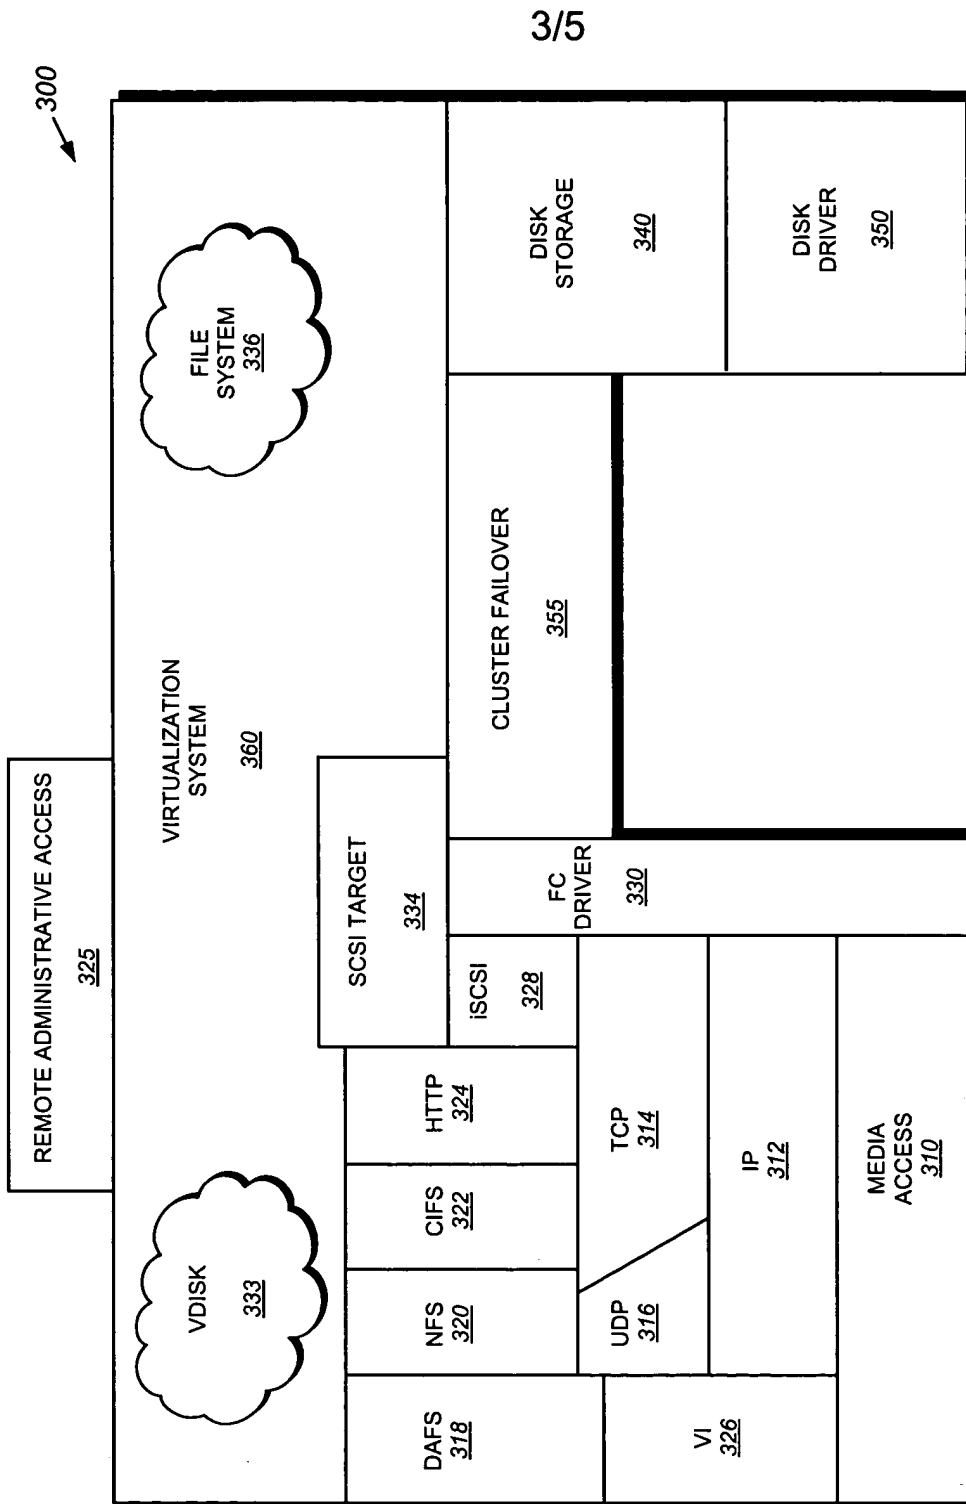 3/5
300
REMOTE ADMINISTRATIVE ACCESS
325
VIRTUALIZATION
SYSTEM
360
VDISK
333
FILE
SYSTEM
336
SCSI TARGET
334
DAFS
318
NFS
320
CIFS
322
HTTP
324
iSCSI
328
FC
DRIVER
330
CLUSTER FAILOVER
355
DISK
STORAGE
340
DISK
DRIVER
350
VI
326
UDP
316
TCP
314
IP
312
MEDIA
ACCESS
310